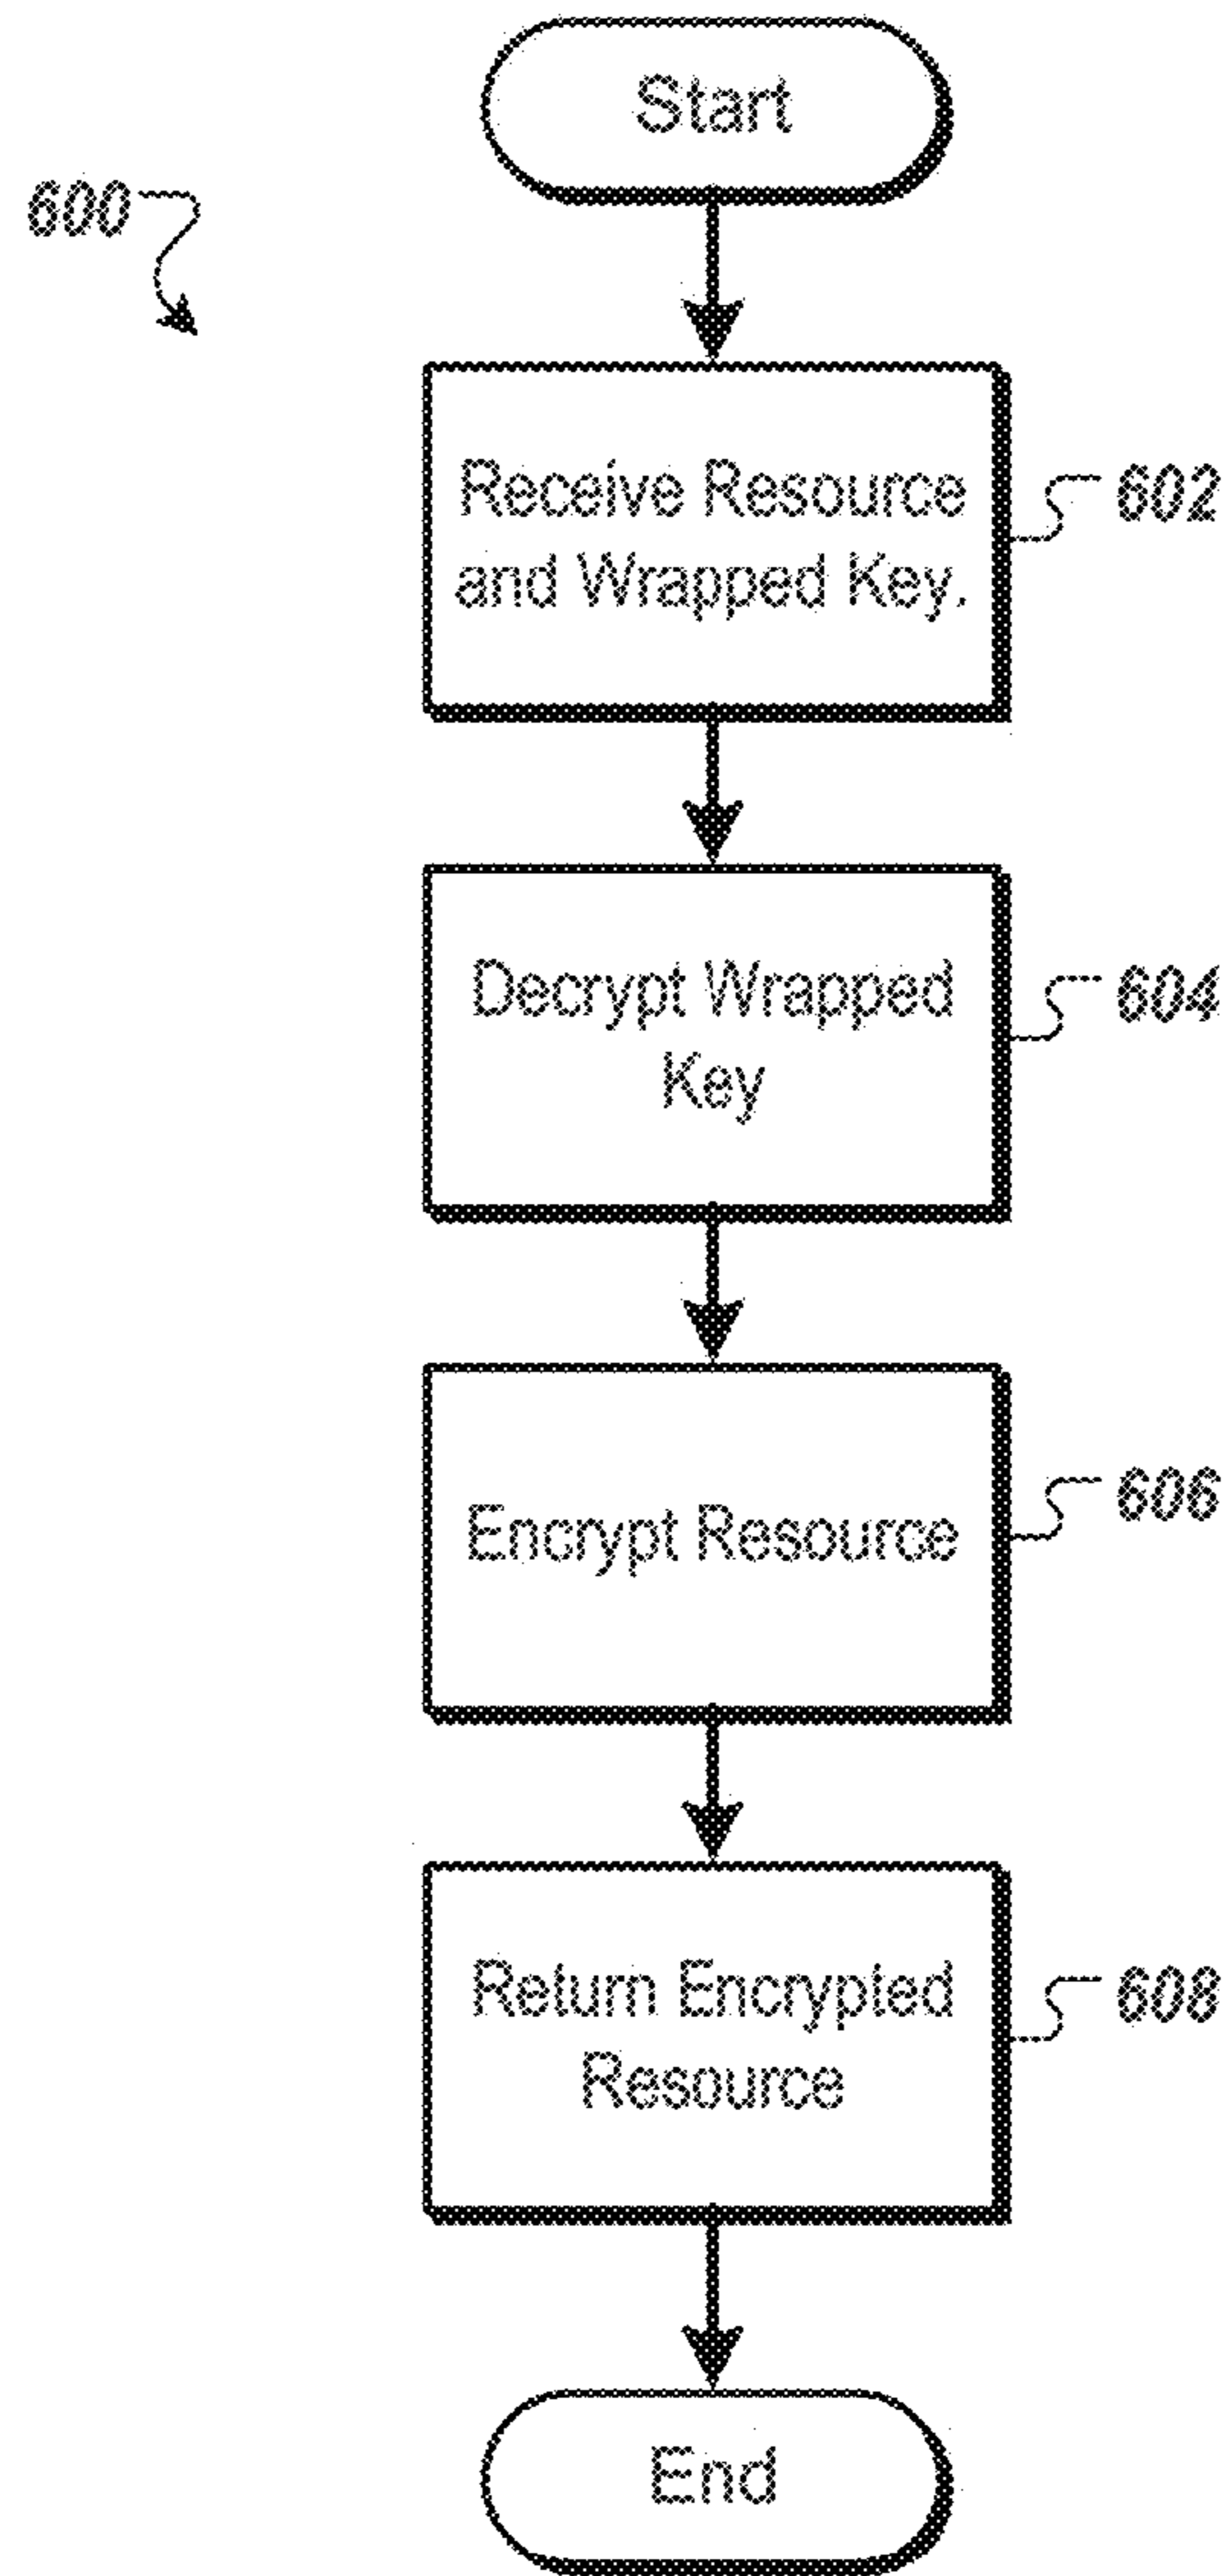 Start
600
Receive Resource
and Wrapped Key.
602
Decrypt Wrapped
Key
604
Encrypt Resource
606
Return Encrypted
Resource
608
End